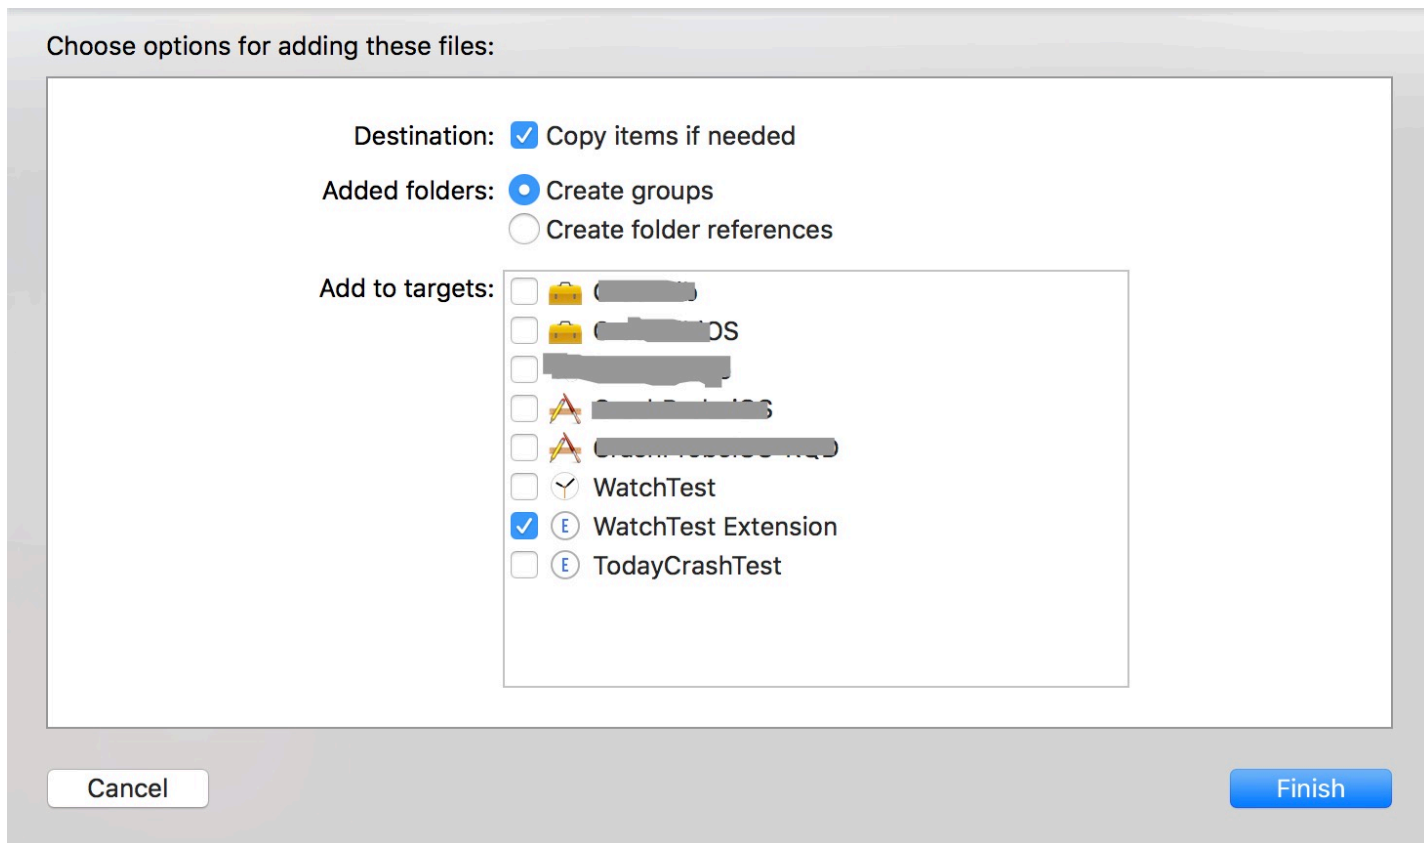 Choose options for adding these files:
Destination: Copy items if needed
Added folders: Create groups
Create folder references
Add to targets:
WatchTest
E WatchTest Extension
E TodayCrashTest
Cancel Finish